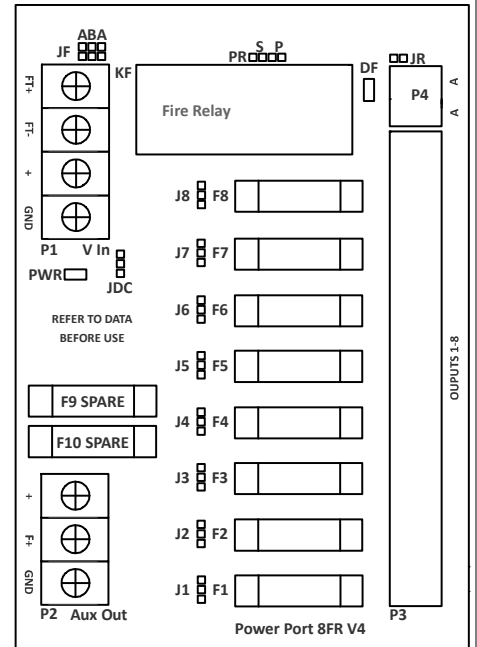 ABA
JF
KF
PR
S P
JR
DF
P4
A
A
Fire Relay
FT+
FT-
+
GND
P1 V In
PWR
JDC
REFER TO DATA
BEFORE USE
J8 F8
J7 F7
J6 F6
J5 F5
J4 F4
J3 F3
J2 F2
J1 F1
F9 SPARE
F10 SPARE
+
F+
GND
P2 Aux Out
OUPUTS 1-8
P3
Power Port 8FR V4